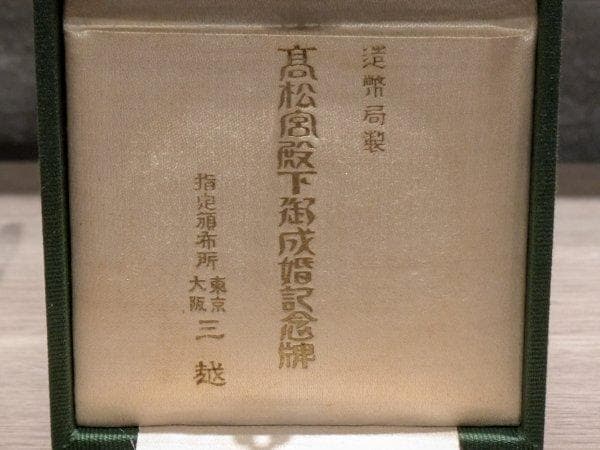 造幣局製
髙松宮殿下御成婚記念牌
指定頒布所 東京 大阪 三越